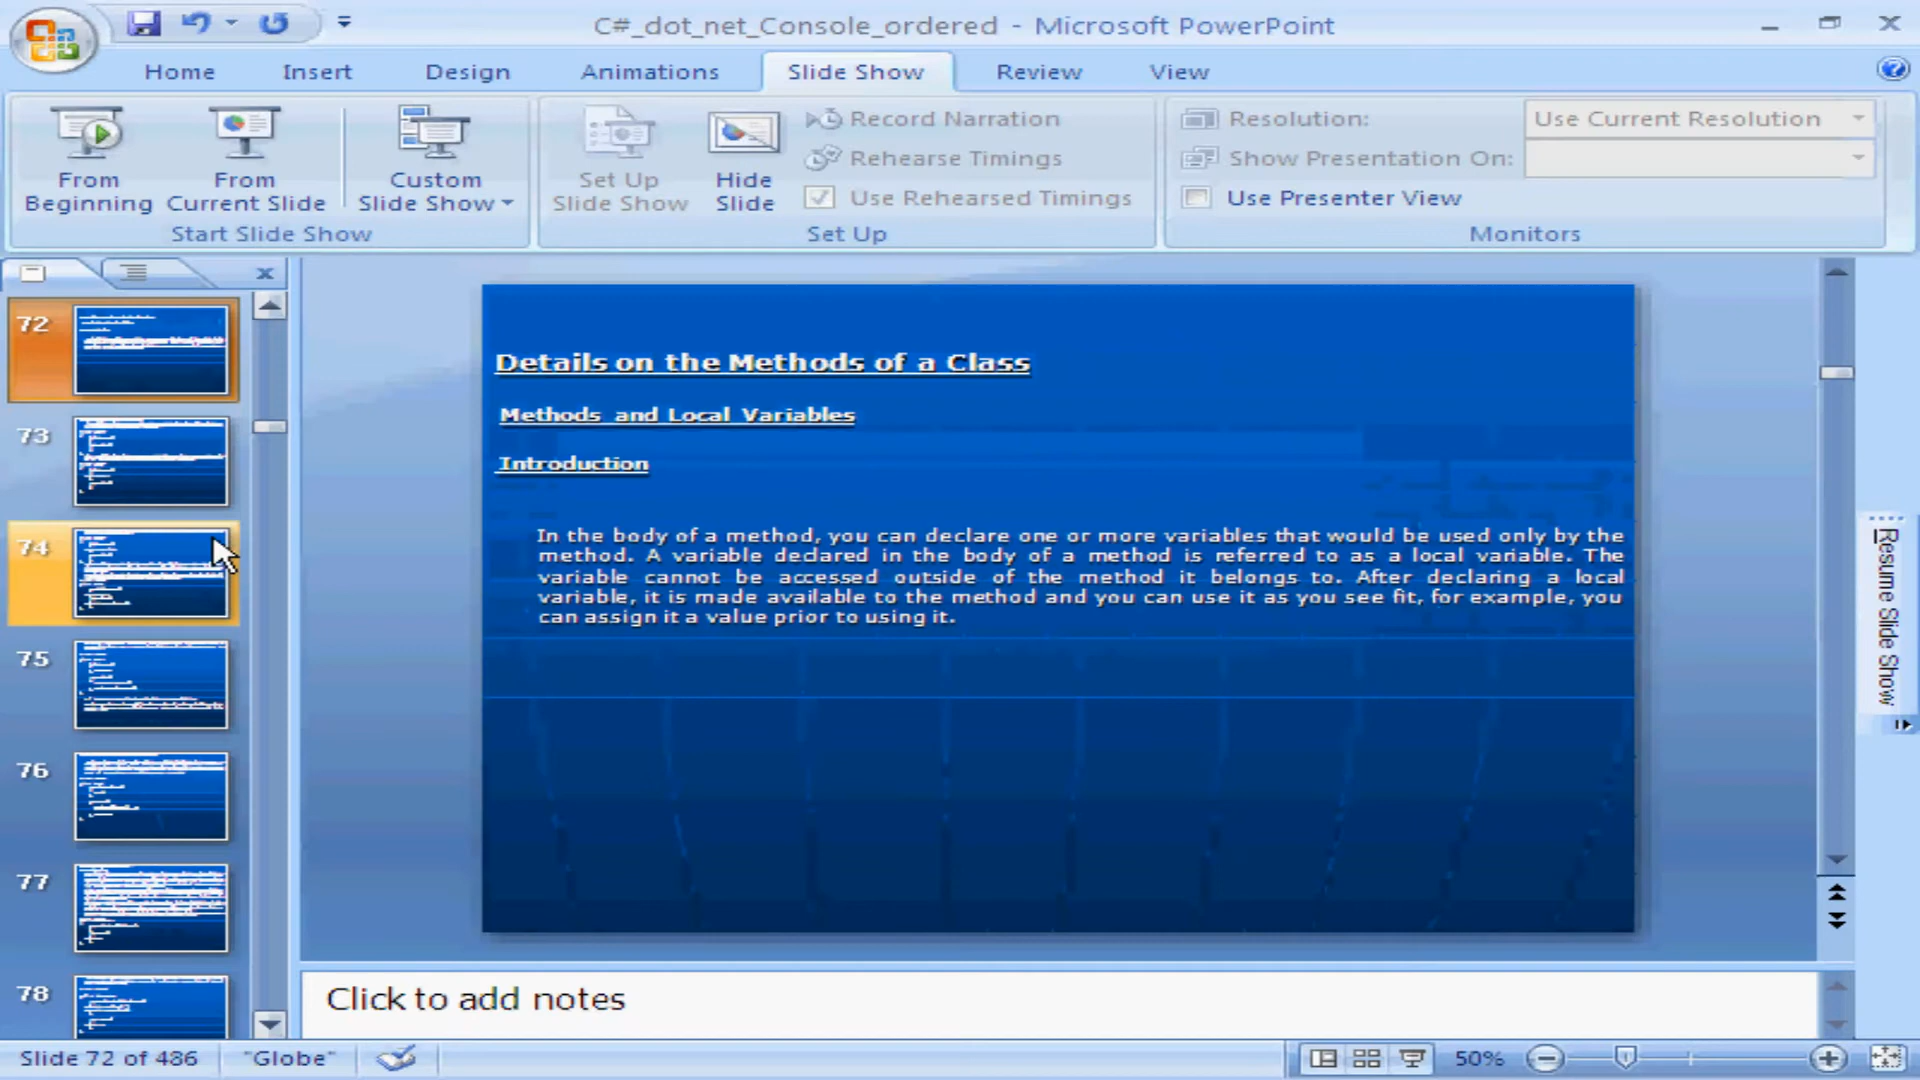 C#_dot_net_Console_ordered - Microsoft PowerPoint
Home Insert Design Animations Slide Show Review View
From Beginning
From Current Slide
Custom Slide Show
Start Slide Show
Set Up Slide Show
Hide Slide
Record Narration
Rehearse Timings
Use Rehearsed Timings
Set Up
Resolution: Use Current Resolution
Show Presentation On:
Use Presenter View
Monitors
72
73
74
75
76
77
78
Details on the Methods of a Class
Methods and Local Variables
Introduction
In the body of a method, you can declare one or more variables that would be used only by the
method. A variable declared in the body of a method is referred to as a local variable. The
variable cannot be accessed outside of the method it belongs to. After declaring a local
variable, it is made available to the method and you can use it as you see fit, for example, you
can assign it a value prior to using it.
Resume Slide Show
Click to add notes
Slide 72 of 486 "Globe" 50%